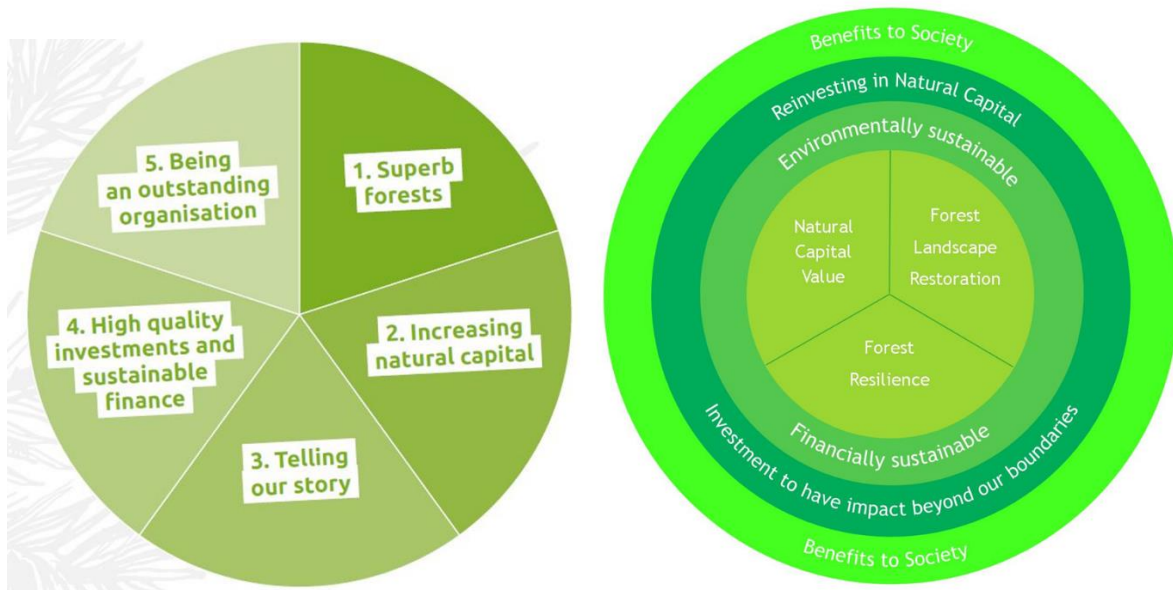 1. Superb
forests
2. Increasing
natural capital
3. Telling
our story
4. High quality
investments and
sustainable
finance
5. Being
an outstanding
organisation
Benefits to Society
Reinvesting in Natural Capital
Environmentally sustainable
Natural
Capital
Value
Forest
Landscape
Restoration
Forest
Resilience
Financially sustainable
Investment to have impact beyond our boundaries
Benefits to Society